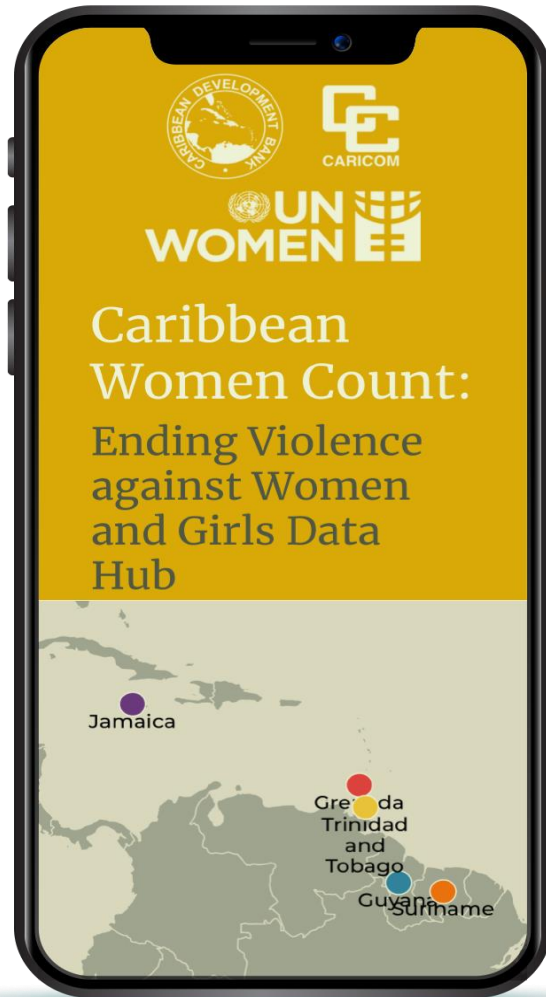 CARIBBEAN DEVELOPMENT BANK
CARICOM
UN
WOMEN
Caribbean
Women Count:
Ending Violence
against Women
and Girls Data
Hub
Jamaica
Grenada
Trinidad
and
Tobago
Guyana
Suriname